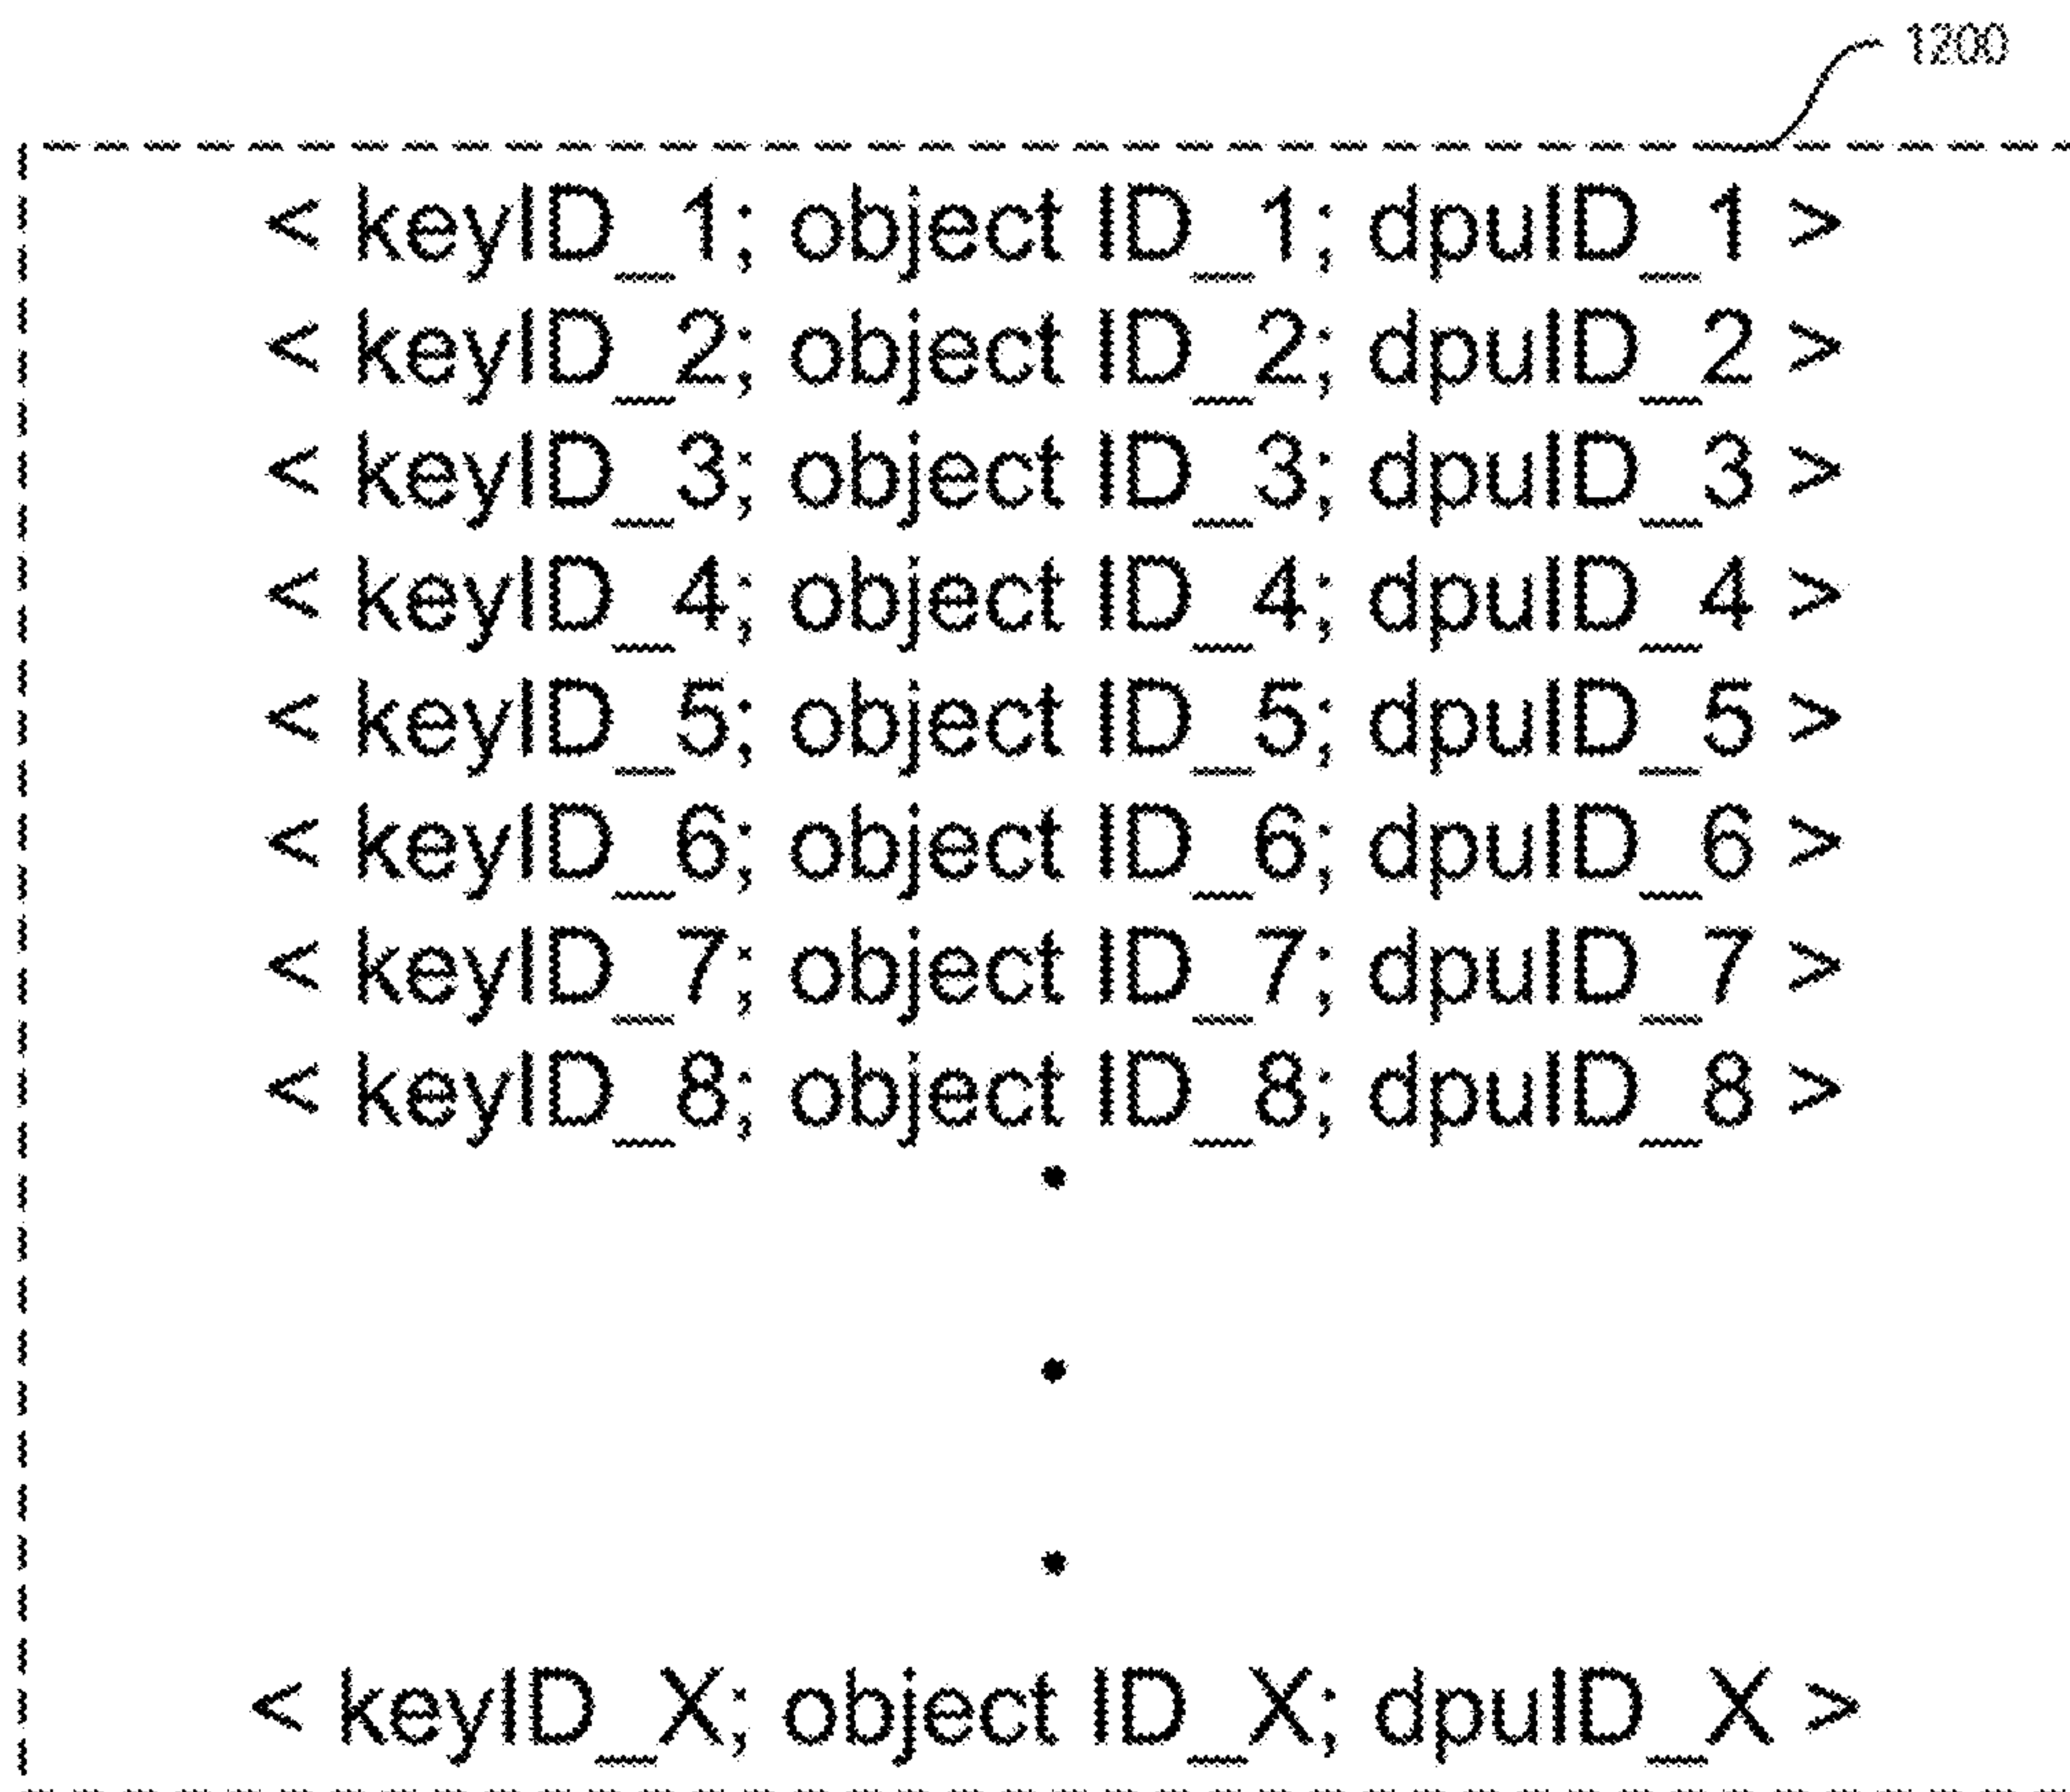 1200
< keyID_1; object ID_1; dpuID_1 >
< keyID_2; object ID_2; dpuID_2 >
< keyID_3; object ID_3; dpuID_3 >
< keyID_4; object ID_4; dpuID_4 >
< keyID_5; object ID_5; dpuID_5 >
< keyID_6; object ID_6; dpuID_6 >
< keyID_7; object ID_7; dpuID_7 >
< keyID_8; object ID_8; dpuID_8 >
•
•
•
< keyID_X; object ID_X; dpuID_X >